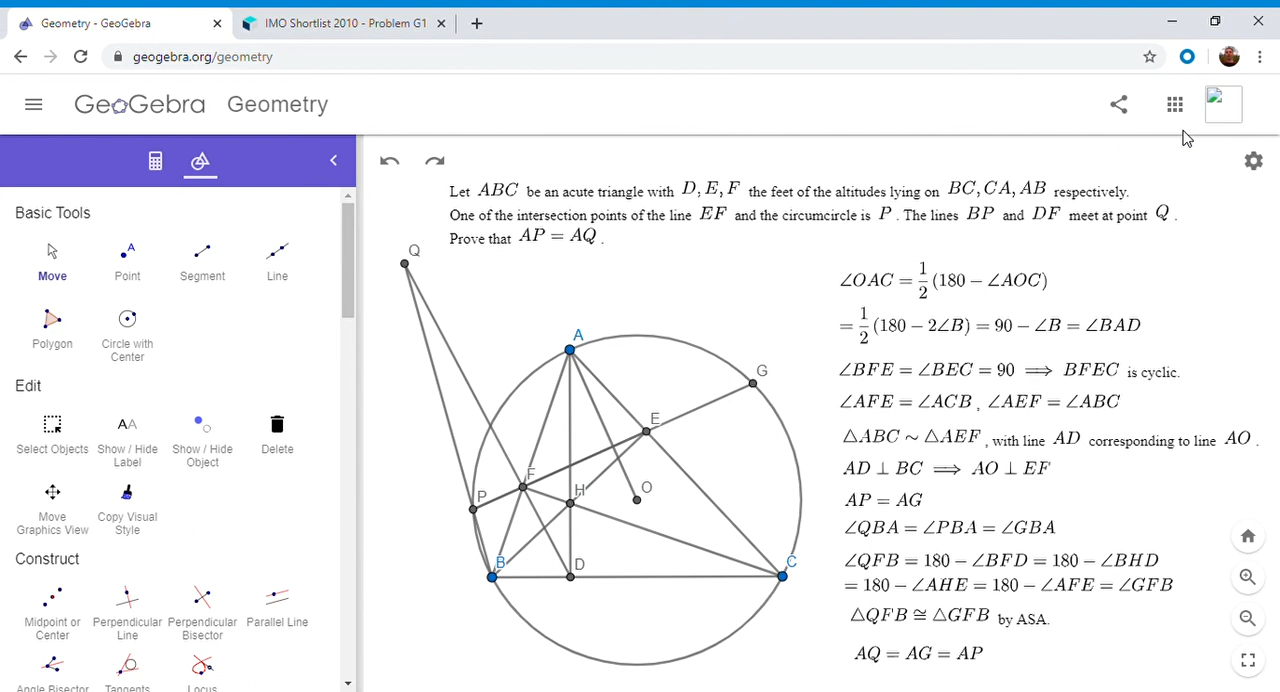 Geometry - GeoGebra
IMO Shortlist 2010 - Problem G1
geogebra.org/geometry
GeoGebra Geometry
Basic Tools
Move Point Segment Line
Polygon Circle with Center
Edit
Select Objects Show / Hide Label Show / Hide Object Delete
Move Graphics View Copy Visual Style
Construct
Midpoint or Center Perpendicular Line Perpendicular Bisector Parallel Line
Angle Bisector Tangents Locus
Let ABC be an acute triangle with D, E, F the feet of the altitudes lying on BC, CA, AB respectively.
One of the intersection points of the line EF and the circumcircle is P . The lines BP and DF meet at point Q .
Prove that AP = AQ .
Q
A
G
E
F
P
H
O
B
D
C
∠OAC = 1/2 (180 − ∠AOC)
= 1/2 (180 − 2∠B) = 90 − ∠B = ∠BAD
∠BFE = ∠BEC = 90 ⟹ BFEC is cyclic.
∠AFE = ∠ACB , ∠AEF = ∠ABC
△ABC ∼ △AEF , with line AD corresponding to line AO .
AD ⊥ BC ⟹ AO ⊥ EF
AP = AG
∠QBA = ∠PBA = ∠GBA
∠QFB = 180 − ∠BFD = 180 − ∠BHD
= 180 − ∠AHE = 180 − ∠AFE = ∠GFB
△QFB ≅ △GFB by ASA.
AQ = AG = AP